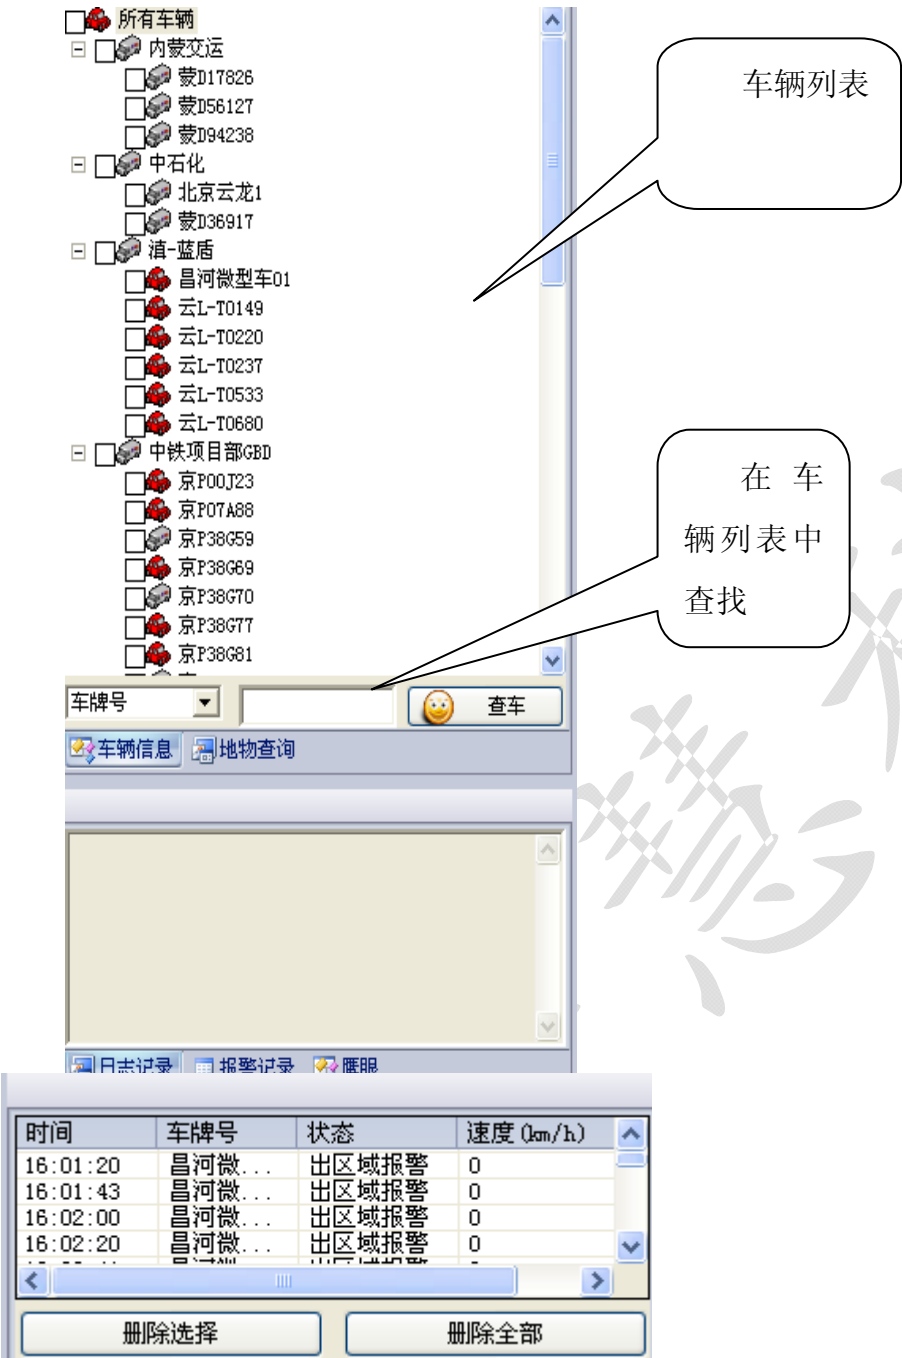 所有车辆
内蒙交运
蒙D17826
蒙D56127
蒙D94238
中石化
北京云龙1
蒙D36917
滇-蓝盾
昌河微型车01
云L-T0149
云L-T0220
云L-T0237
云L-T0533
云L-T0680
中铁项目部GBD
京P00J23
京P07A88
京P38G59
京P38G69
京P38G70
京P38G77
京P38G81
车辆列表
在 车
辆列表中
查找
车牌号 查车
车辆信息 地物查询
日志记录 报警记录 鹰眼
时间 车牌号 状态 速度(km/h)
16:01:20 昌河微... 出区域报警 0
16:01:43 昌河微... 出区域报警 0
16:02:00 昌河微... 出区域报警 0
16:02:20 昌河微... 出区域报警 0
删除选择 删除全部